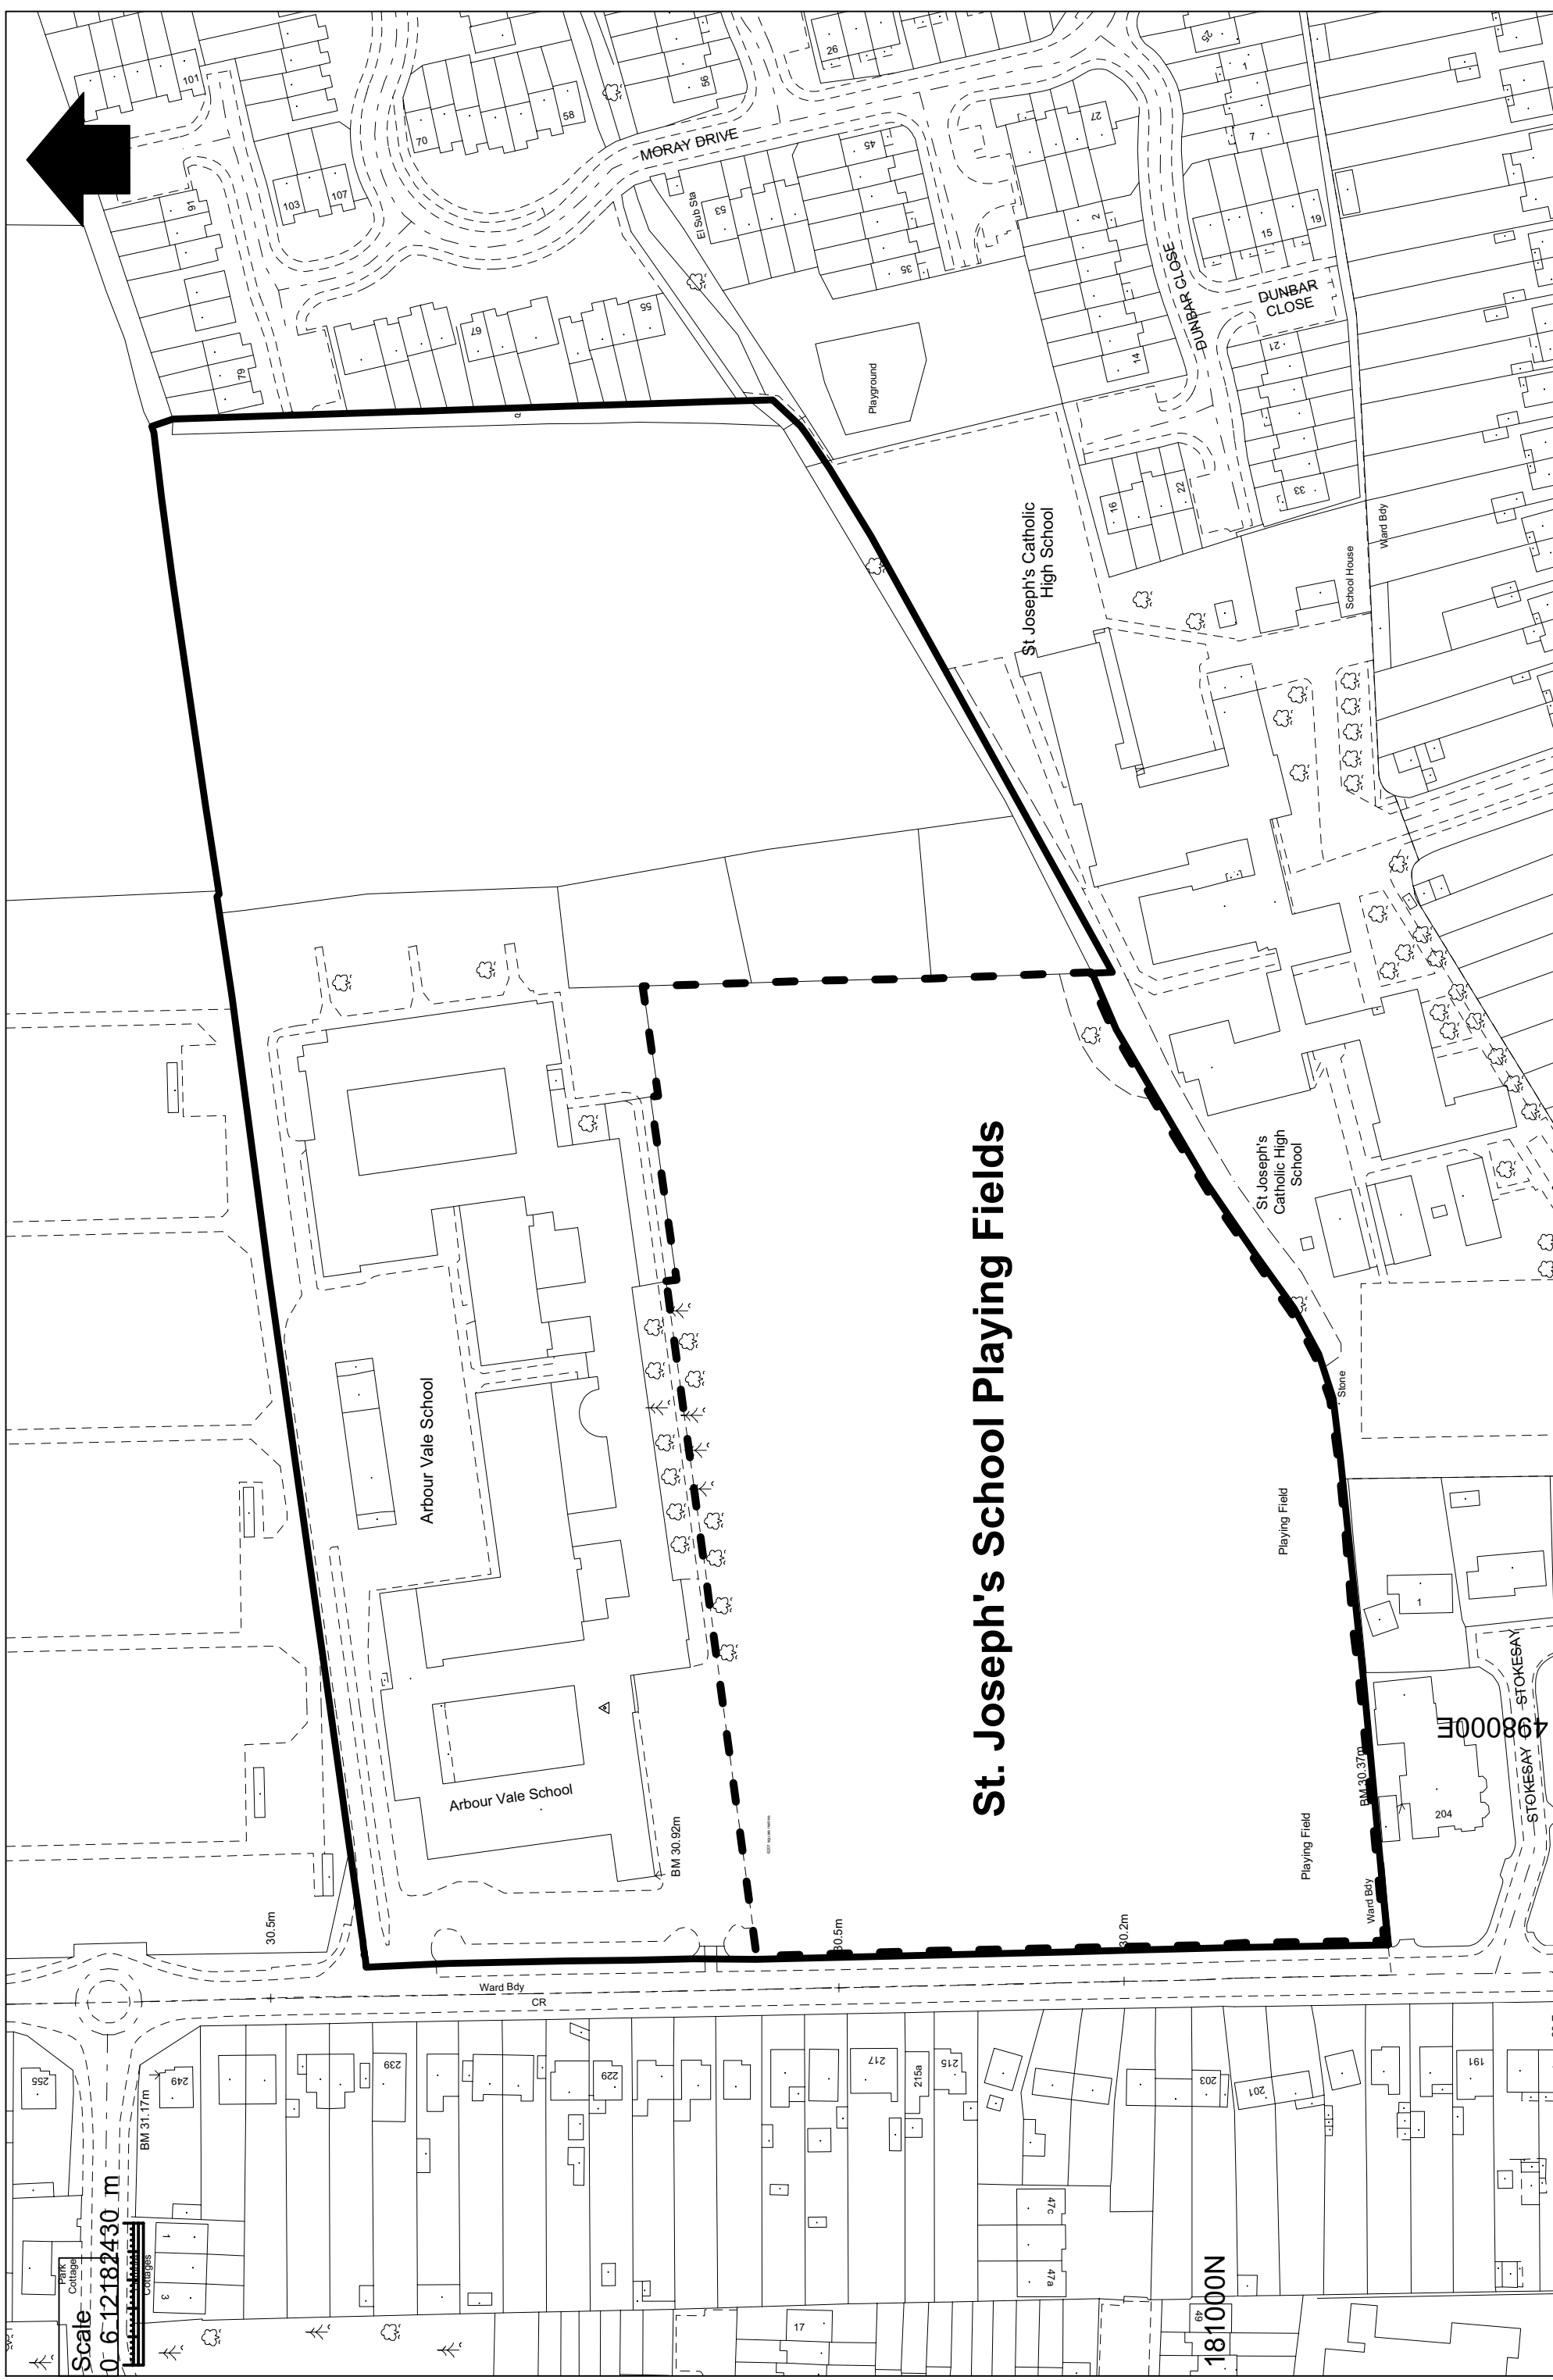 101
26
25
1
56
70
58
27
MORAY DRIVE
45
7
103
107
91
El Sub Sta
53
2
19
15
35
DUNBAR CLOSE
DUNBAR
CLOSE
55
67
79
21
14
Playground
16
22
33
St Joseph's Catholic
High School
School House
Ward Bdy
St. Joseph's School Playing Fields
St Joseph's
Catholic High
School
Arbour Vale School
Stone
Playing Field
1
STOKESAY
STOKESAY
498000E
BM 30.37m
204
Arbour Vale School
BM 30.92m
Playing Field
Ward Bdy
30.5m
30.5m
30.2m
Ward Bdy
CR
255
249
239
229
217
215a
215
203
201
191
BM 31.17m
47c
47a
1
3
Park
Cottage
Cottages
Scale
0 6 12182430 m
17
49
181000N